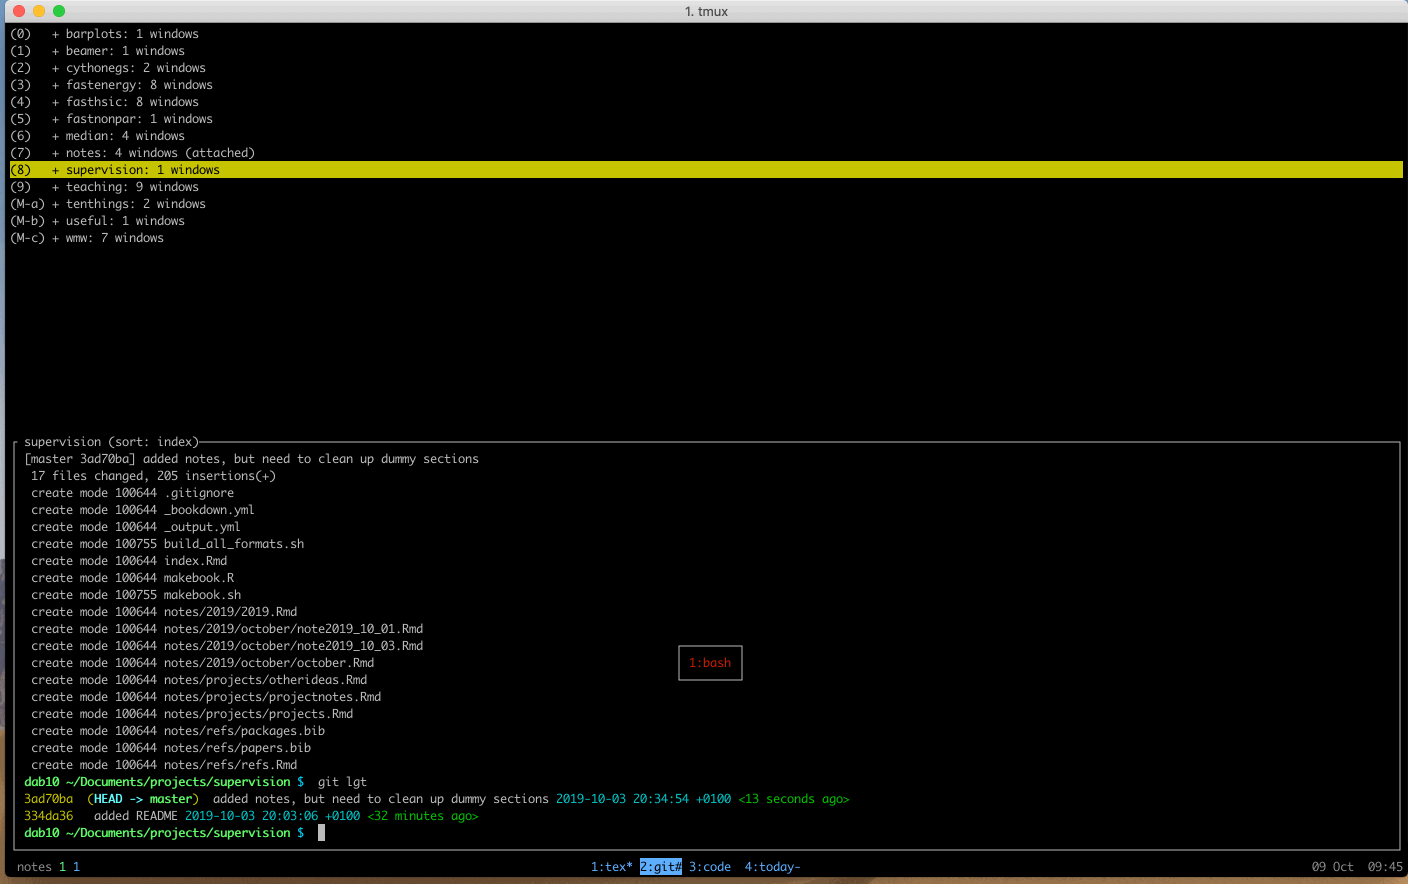 1. tmux
(0)   + barplots: 1 windows
(1)   + beamer: 1 windows
(2)   + cythonegs: 2 windows
(3)   + fastenergy: 8 windows
(4)   + fasthsic: 8 windows
(5)   + fastnonpar: 1 windows
(6)   + median: 4 windows
(7)   + notes: 4 windows (attached)
(8)   + supervision: 1 windows
(9)   + teaching: 9 windows
(M-a) + tenthings: 2 windows
(M-b) + useful: 1 windows
(M-c) + wmw: 7 windows
supervision (sort: index)
[master 3ad70ba] added notes, but need to clean up dummy sections
 17 files changed, 205 insertions(+)
 create mode 100644 .gitignore
 create mode 100644 _bookdown.yml
 create mode 100644 _output.yml
 create mode 100755 build_all_formats.sh
 create mode 100644 index.Rmd
 create mode 100644 makebook.R
 create mode 100755 makebook.sh
 create mode 100644 notes/2019/2019.Rmd
 create mode 100644 notes/2019/october/note2019_10_01.Rmd
 create mode 100644 notes/2019/october/note2019_10_03.Rmd
 create mode 100644 notes/2019/october/october.Rmd
1:bash
 create mode 100644 notes/projects/otherideas.Rmd
 create mode 100644 notes/projects/projectnotes.Rmd
 create mode 100644 notes/projects/projects.Rmd
 create mode 100644 notes/refs/packages.bib
 create mode 100644 notes/refs/papers.bib
 create mode 100644 notes/refs/refs.Rmd
dab10 ~/Documents/projects/supervision $  git lgt
3ad70ba  (HEAD -> master)  added notes, but need to clean up dummy sections 2019-10-03 20:34:54 +0100 <13 seconds ago>
334da36   added README 2019-10-03 20:03:06 +0100 <32 minutes ago>
dab10 ~/Documents/projects/supervision $
notes 1 1 1:tex* 2:git# 3:code  4:today- 09 Oct  09:45